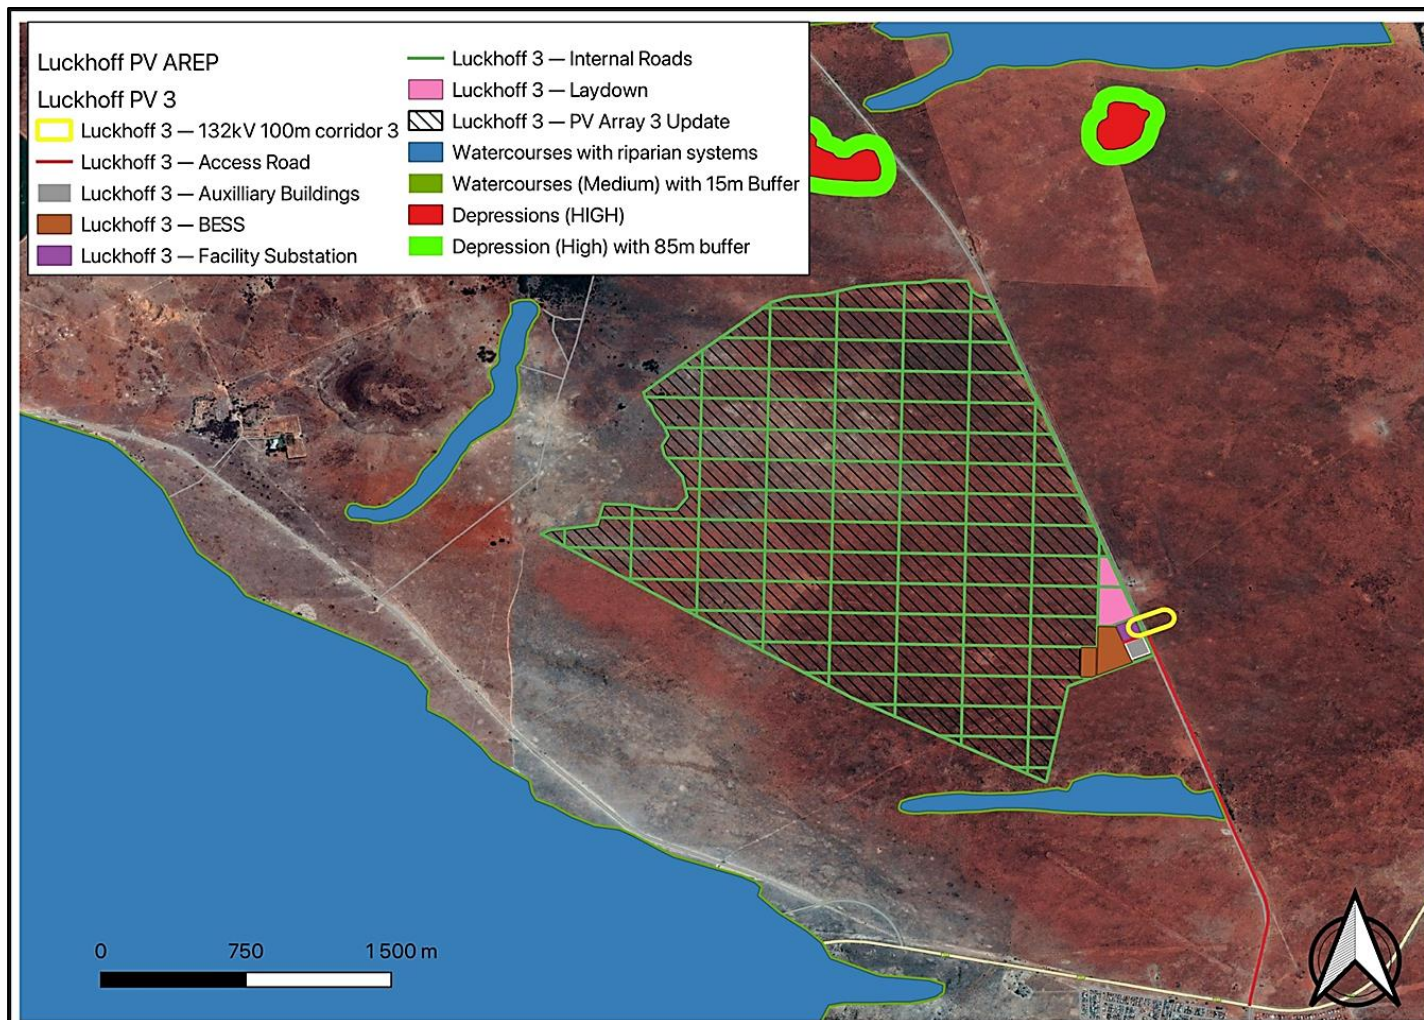 Luckhoff PV AREP
Luckhoff PV 3
Luckhoff 3 — 132kV 100m corridor 3
Luckhoff 3 — Access Road
Luckhoff 3 — Auxilliary Buildings
Luckhoff 3 — BESS
Luckhoff 3 — Facility Substation
Luckhoff 3 — Internal Roads
Luckhoff 3 — Laydown
Luckhoff 3 — PV Array 3 Update
Watercourses with riparian systems
Watercourses (Medium) with 15m Buffer
Depressions (HIGH)
Depression (High) with 85m buffer
0 750 1 500 m